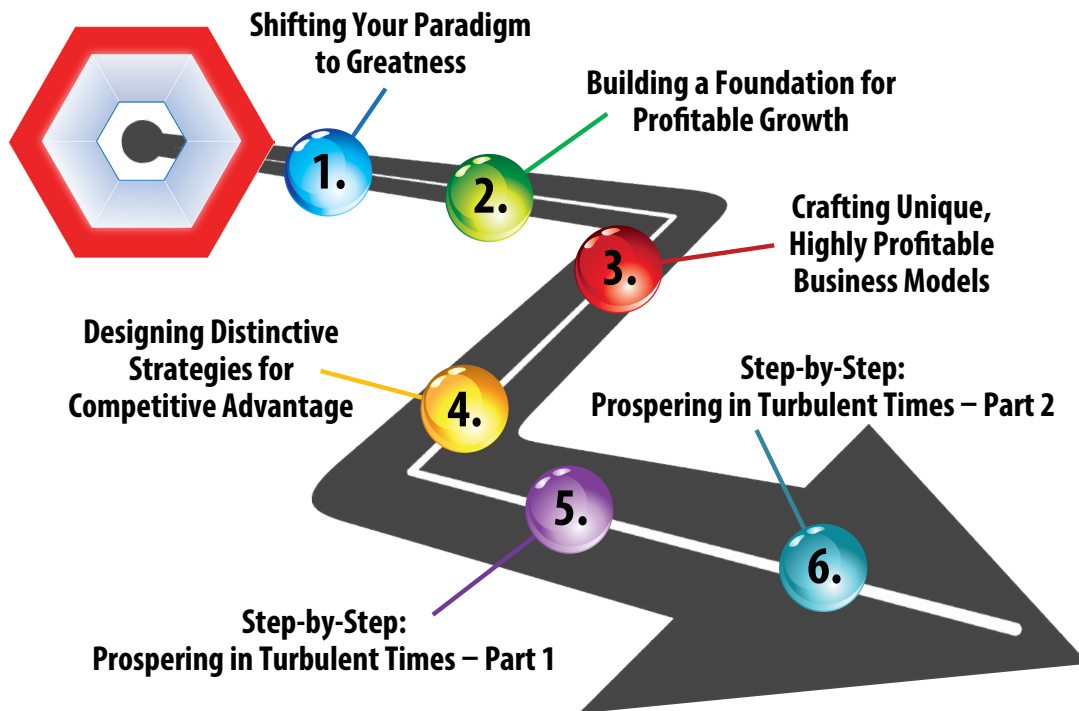 Shifting Your Paradigm
to Greatness
1.
Building a Foundation for
Profitable Growth
2.
Crafting Unique,
Highly Profitable
Business Models
3.
Designing Distinctive
Strategies for
Competitive Advantage
4.
Step-by-Step:
Prospering in Turbulent Times – Part 1
5.
Step-by-Step:
Prospering in Turbulent Times – Part 2
6.